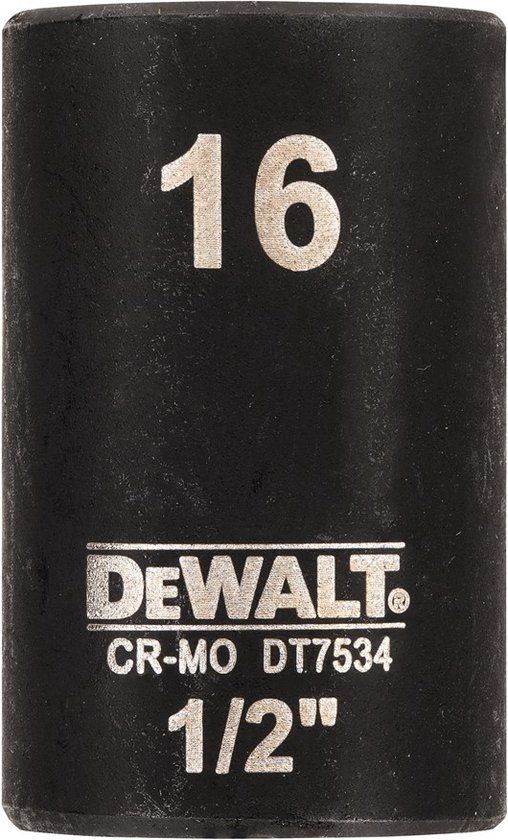 16
DEWALT®
CR-MO DT7534
1/2"